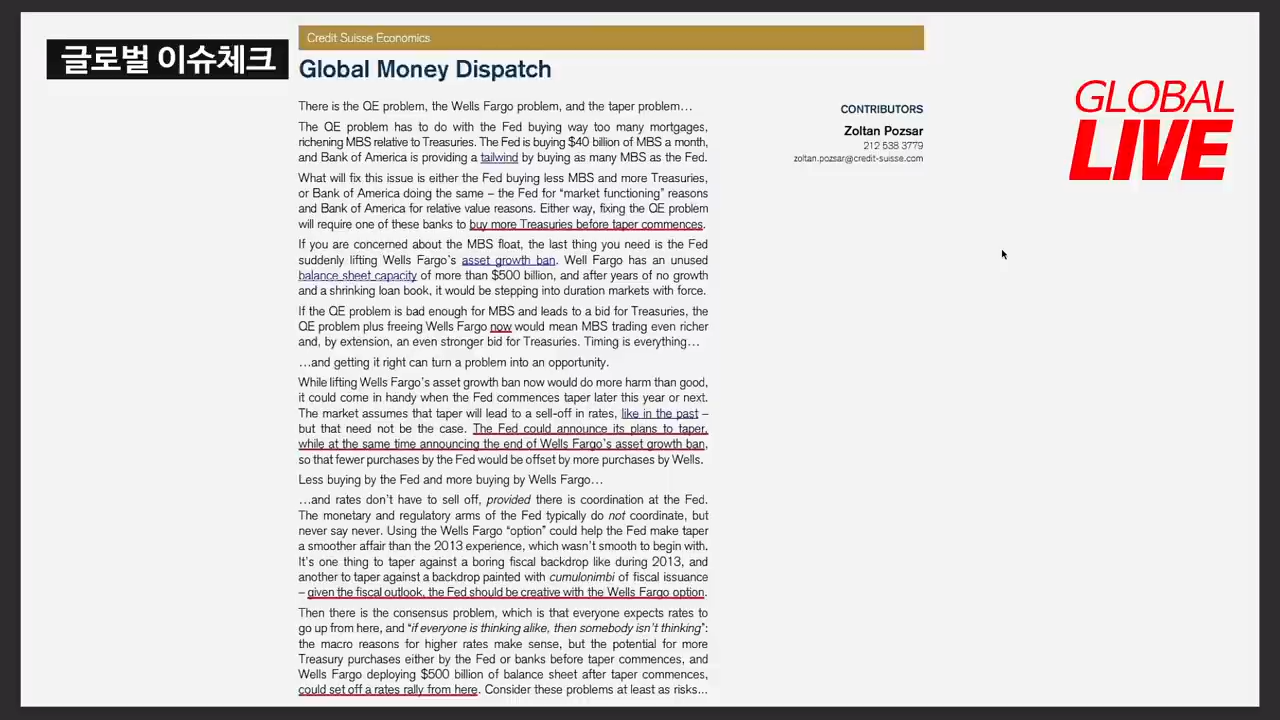 글로벌 이슈체크
Credit Suisse Economics
Global Money Dispatch
There is the QE problem, the Wells Fargo problem, and the taper problem…
The QE problem has to do with the Fed buying way too many mortgages,
richening MBS relative to Treasuries. The Fed is buying $40 billion of MBS a month,
and Bank of America is providing a tailwind by buying as many MBS as the Fed.
What will fix this issue is either the Fed buying less MBS and more Treasuries,
or Bank of America doing the same – the Fed for “market functioning” reasons
and Bank of America for relative value reasons. Either way, fixing the QE problem
will require one of these banks to buy more Treasuries before taper commences.
If you are concerned about the MBS float, the last thing you need is the Fed
suddenly lifting Wells Fargo’s asset growth ban. Well Fargo has an unused
balance sheet capacity of more than $500 billion, and after years of no growth
and a shrinking loan book, it would be stepping into duration markets with force.
If the QE problem is bad enough for MBS and leads to a bid for Treasuries, the
QE problem plus freeing Wells Fargo now would mean MBS trading even richer
and, by extension, an even stronger bid for Treasuries. Timing is everything…
…and getting it right can turn a problem into an opportunity.
While lifting Wells Fargo’s asset growth ban now would do more harm than good,
it could come in handy when the Fed commences taper later this year or next.
The market assumes that taper will lead to a sell-off in rates, like in the past –
but that need not be the case. The Fed could announce its plans to taper,
while at the same time announcing the end of Wells Fargo’s asset growth ban,
so that fewer purchases by the Fed would be offset by more purchases by Wells.
Less buying by the Fed and more buying by Wells Fargo…
…and rates don’t have to sell off, provided there is coordination at the Fed.
The monetary and regulatory arms of the Fed typically do not coordinate, but
never say never. Using the Wells Fargo “option” could help the Fed make taper
a smoother affair than the 2013 experience, which wasn’t smooth to begin with.
It’s one thing to taper against a boring fiscal backdrop like during 2013, and
another to taper against a backdrop painted with cumulonimbi of fiscal issuance
– given the fiscal outlook, the Fed should be creative with the Wells Fargo option.
Then there is the consensus problem, which is that everyone expects rates to
go up from here, and “if everyone is thinking alike, then somebody isn’t thinking”:
the macro reasons for higher rates make sense, but the potential for more
Treasury purchases either by the Fed or banks before taper commences, and
Wells Fargo deploying $500 billion of balance sheet after taper commences,
could set off a rates rally from here. Consider these problems at least as risks...
CONTRIBUTORS
Zoltan Pozsar
212 538 3779
zoltan.pozsar@credit-suisse.com
GLOBAL
LIVE